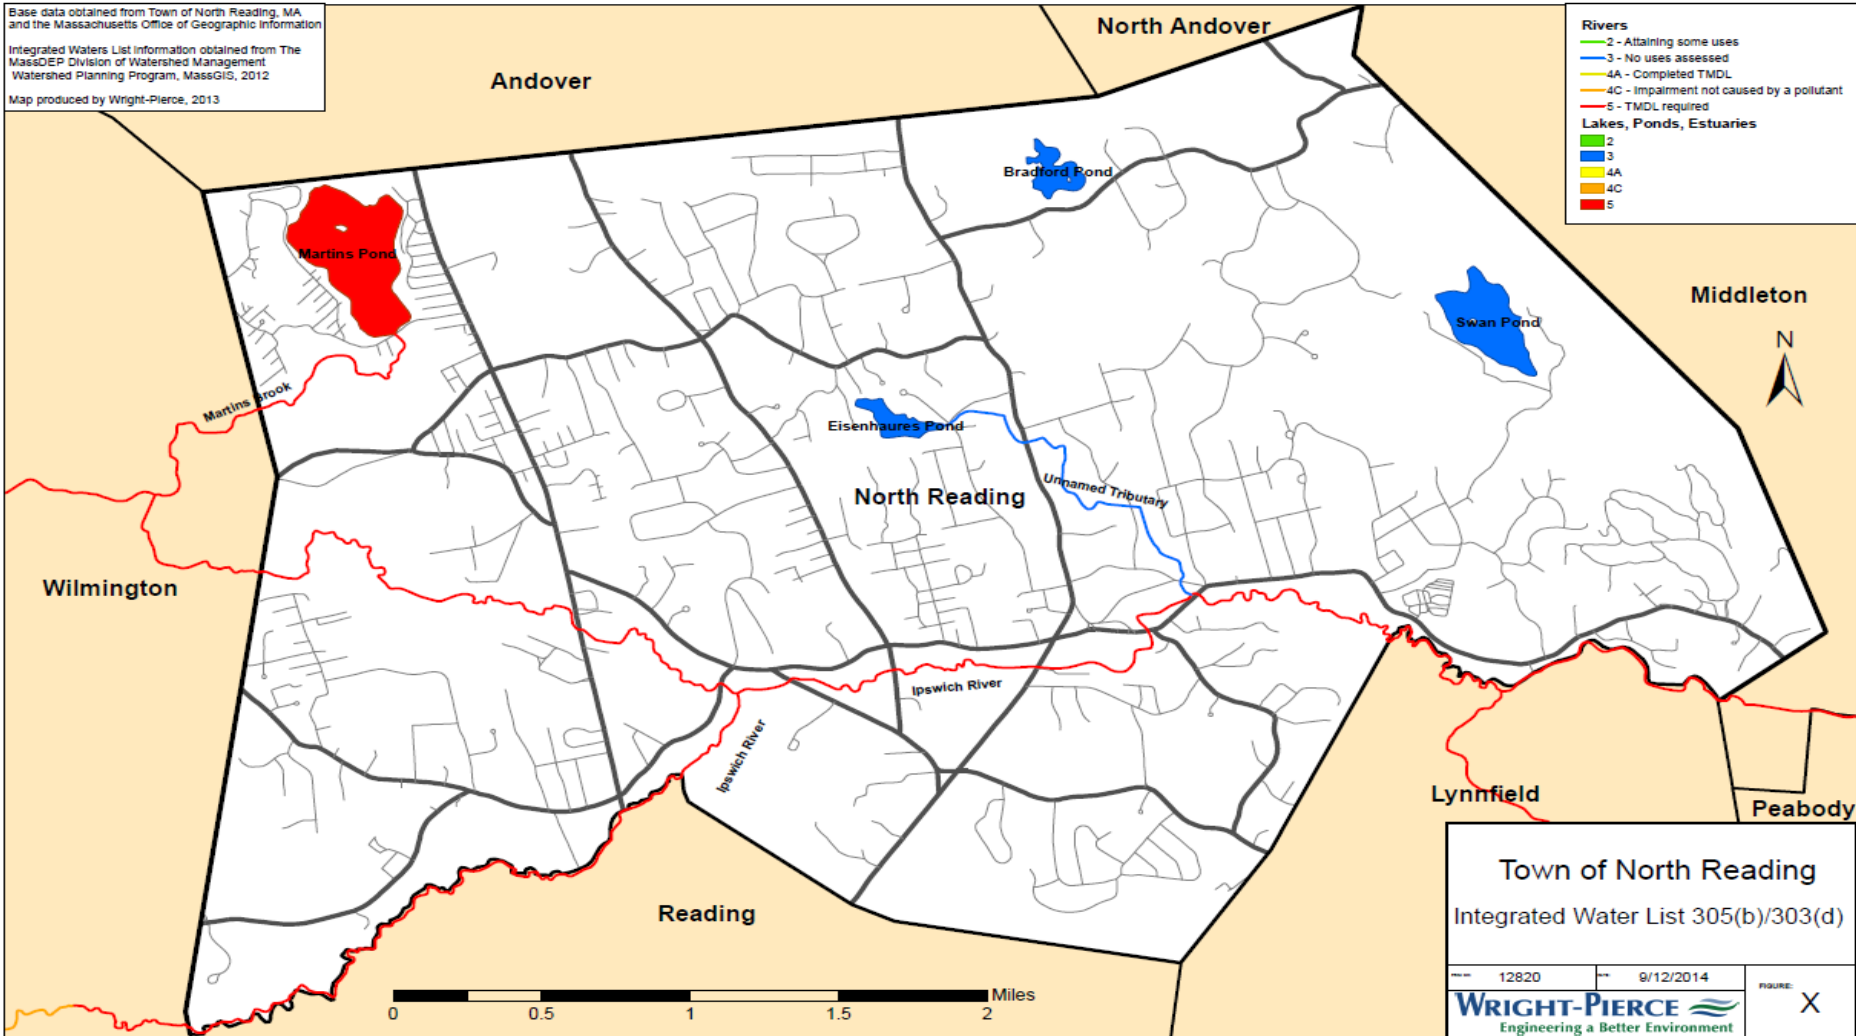 Base data obtained from Town of North Reading, MA
and the Massachusetts Office of Geographic Information
Integrated Waters List information obtained from The
MassDEP Division of Watershed Management
Watershed Planning Program, MassGIS, 2012
Map produced by Wright-Pierce, 2013
North Andover
Andover
Rivers
2 - Attaining some uses
3 - No uses assessed
4A - Completed TMDL
4C - Impairment not caused by a pollutant
5 - TMDL required
Lakes, Ponds, Estuaries
2
3
4A
4C
5
Bradford Pond
Martins Pond
Middleton
Swan Pond
N
Martins Brook
Eisenhaures Pond
Unnamed Tributary
North Reading
Wilmington
Ipswich River
Ipswich River
Lynnfield
Peabody
Reading
Miles
0 0.5 1 1.5 2
Town of North Reading
Integrated Water List 305(b)/303(d)
12820
9/12/2014
FIGURE:
X
WRIGHT-PIERCE
Engineering a Better Environment